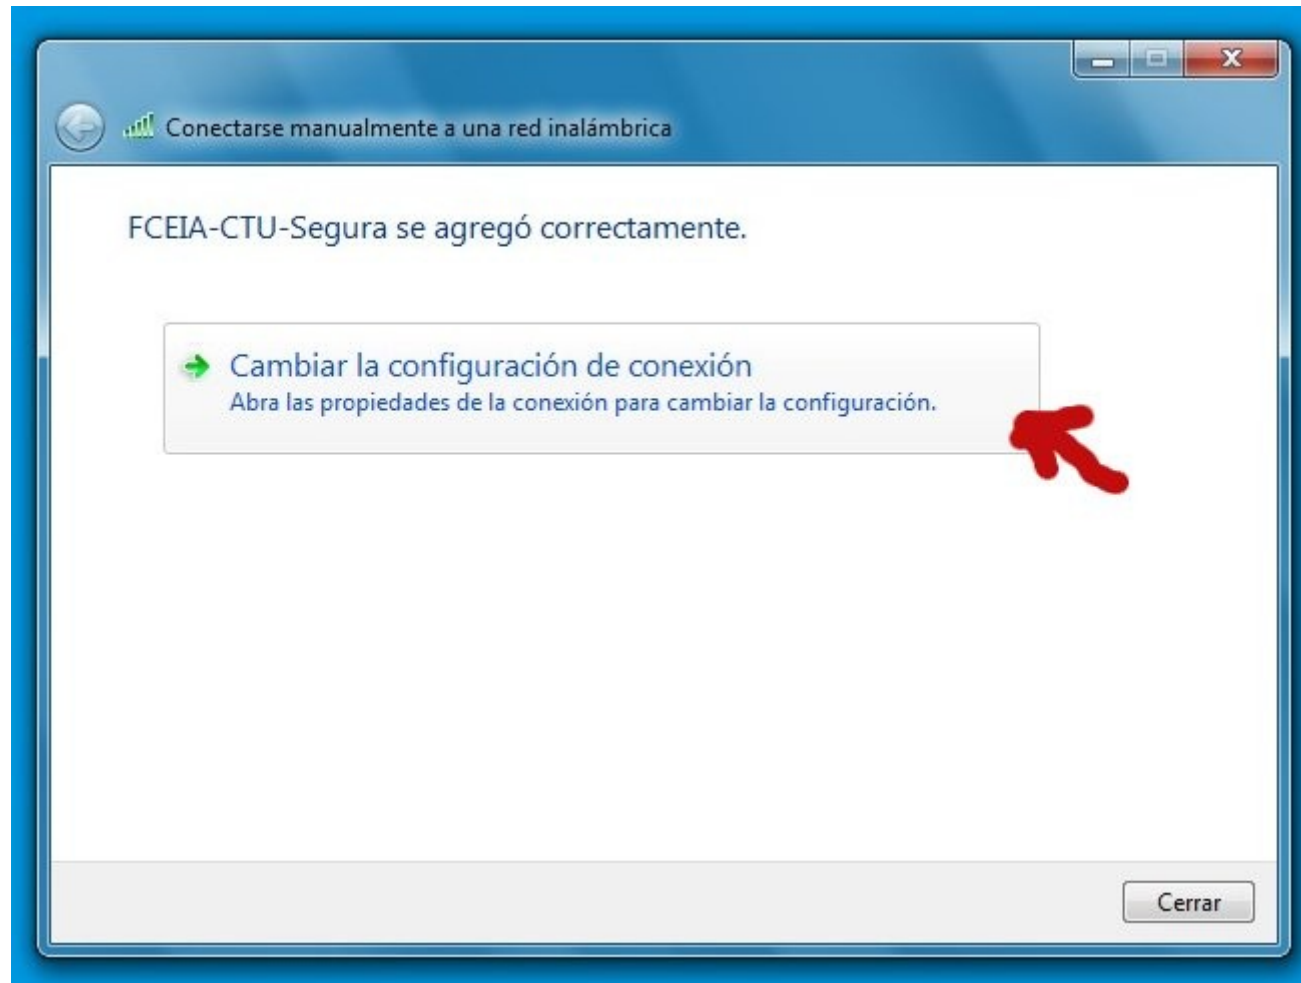 Conectarse manualmente a una red inalámbrica
FCEIA-CTU-Segura se agregó correctamente.
Cambiar la configuración de conexión
Abra las propiedades de la conexión para cambiar la configuración.
Cerrar